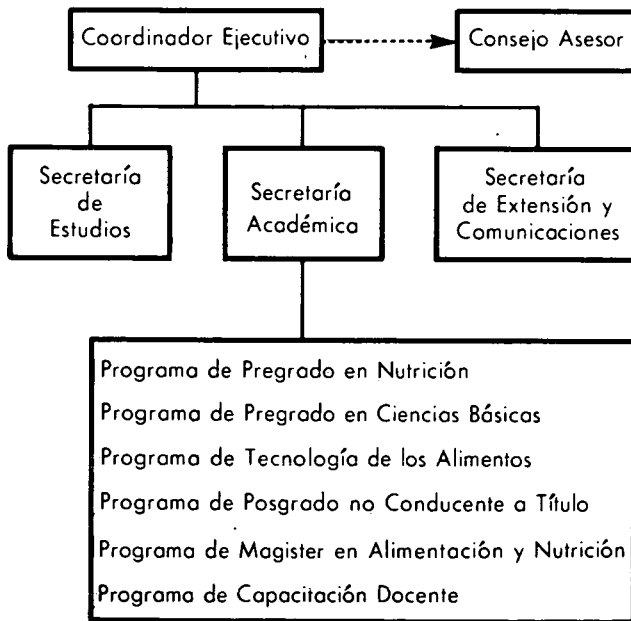 Coordinador Ejecutivo
Consejo Asesor
Secretaría
de
Estudios
Secretaría
Académica
Secretaría
de Extensión y
Comunicaciones
Programa de Pregrado en Nutrición
Programa de Pregrado en Ciencias Básicas
Programa de Tecnología de los Alimentos
Programa de Posgrado no Conducente a Título
Programa de Magister en Alimentación y Nutrición
Programa de Capacitación Docente